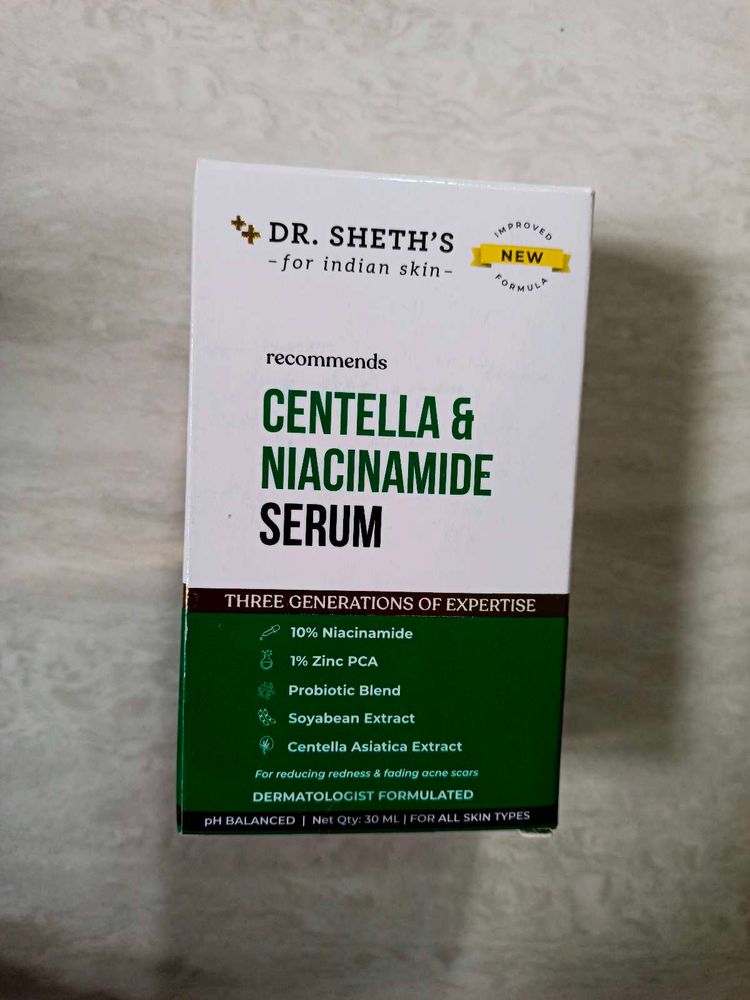 DR. SHETH'S
-for indian skin-
IMPROVED
NEW
FORMULA
recommends
CENTELLA &
NIACINAMIDE
SERUM
THREE GENERATIONS OF EXPERTISE
10% Niacinamide
1% Zinc PCA
Probiotic Blend
Soyabean Extract
Centella Asiatica Extract
For reducing redness & fading acne scars
DERMATOLOGIST FORMULATED
pH BALANCED | Net Qty: 30 ML | FOR ALL SKIN TYPES